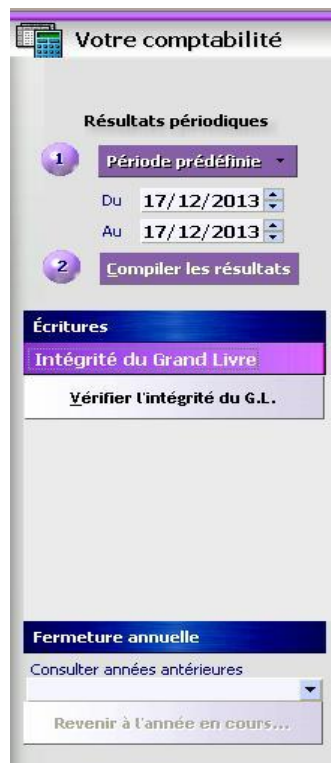 Votre comptabilité
Résultats périodiques
1 Période prédéfinie
Du 17/12/2013
Au 17/12/2013
2 Compiler les résultats
Écritures
Intégrité du Grand Livre
Vérifier l'intégrité du G.L.
Fermeture annuelle
Consulter années antérieures
Revenir à l'année en cours...